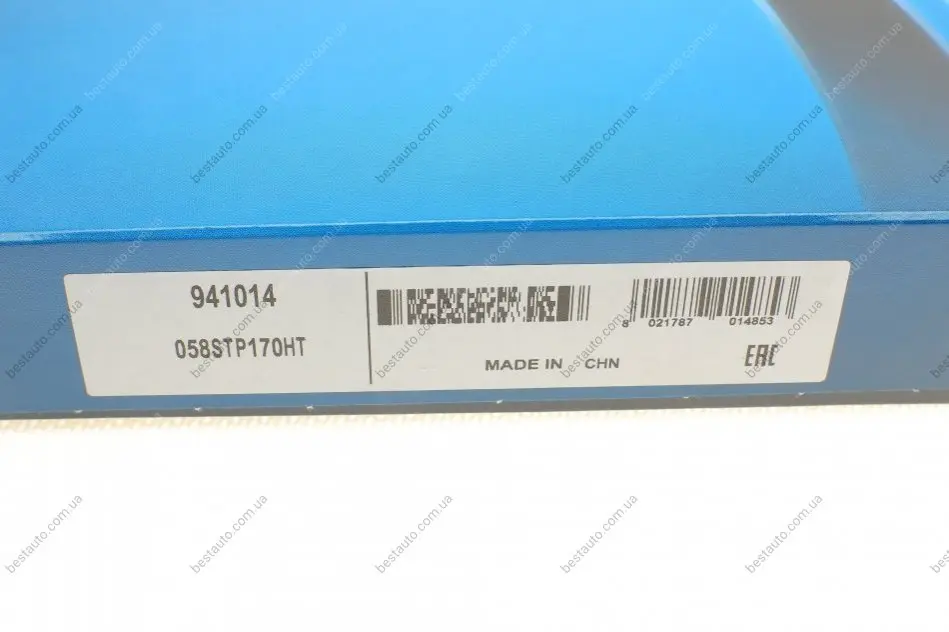 941014
058STP170HT
8 021787 014853
MADE IN CHN
EAC
bestauto.com.ua